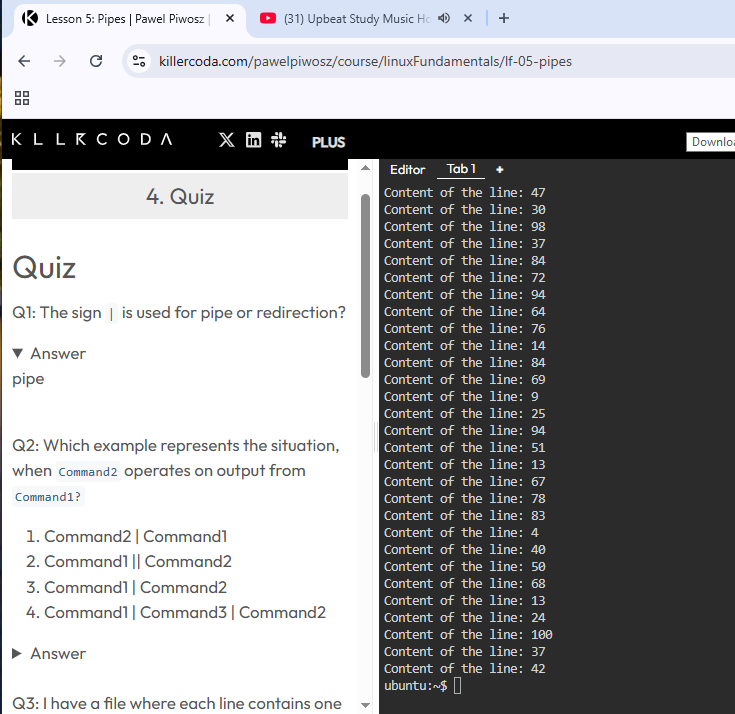 Lesson 5: Pipes | Pawel Piwosz |
(31) Upbeat Study Music Ho
killercoda.com/pawelpiwosz/course/linuxFundamentals/lf-05-pipes
KLLRCODA
PLUS
Downloa
4. Quiz
Quiz
Q1: The sign | is used for pipe or redirection?
▼ Answer
pipe
Q2: Which example represents the situation,
when Command2 operates on output from
Command1?
1. Command2 | Command1
2. Command1 || Command2
3. Command1 | Command2
4. Command1 | Command3 | Command2
▶ Answer
Q3: I have a file where each line contains one
Editor Tab 1 +
Content of the line: 47
Content of the line: 30
Content of the line: 98
Content of the line: 37
Content of the line: 84
Content of the line: 72
Content of the line: 94
Content of the line: 64
Content of the line: 76
Content of the line: 14
Content of the line: 84
Content of the line: 69
Content of the line: 9
Content of the line: 25
Content of the line: 94
Content of the line: 51
Content of the line: 13
Content of the line: 67
Content of the line: 78
Content of the line: 83
Content of the line: 4
Content of the line: 40
Content of the line: 50
Content of the line: 68
Content of the line: 13
Content of the line: 24
Content of the line: 100
Content of the line: 37
Content of the line: 42
ubuntu:~$